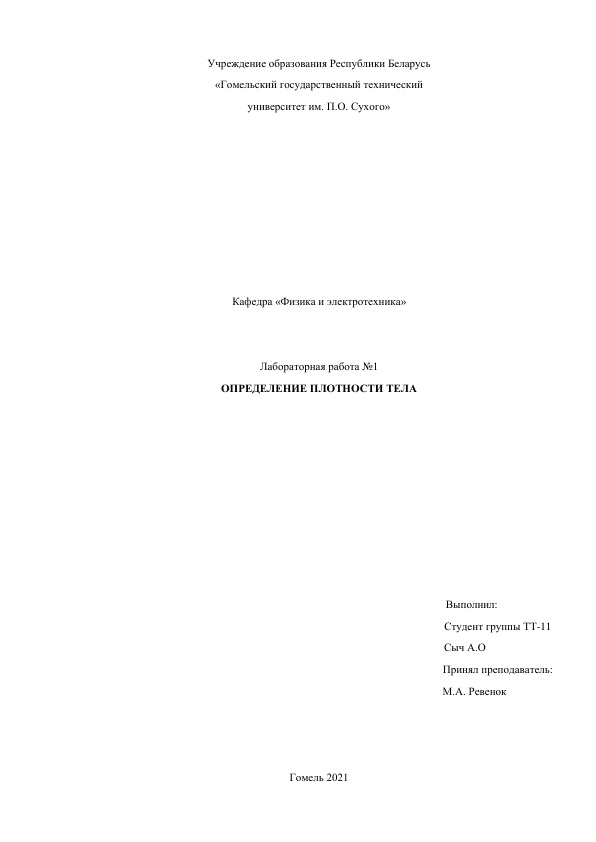 Учреждение образования Республики Беларусь
«Гомельский государственный технический
университет им. П.О. Сухого»
Кафедра «Физика и электротехника»
Лабораторная работа №1
ОПРЕДЕЛЕНИЕ ПЛОТНОСТИ ТЕЛА
Выполнил:
Студент группы ТТ-11
Сыч А.О
Принял преподаватель:
М.А. Ревенок
Гомель 2021